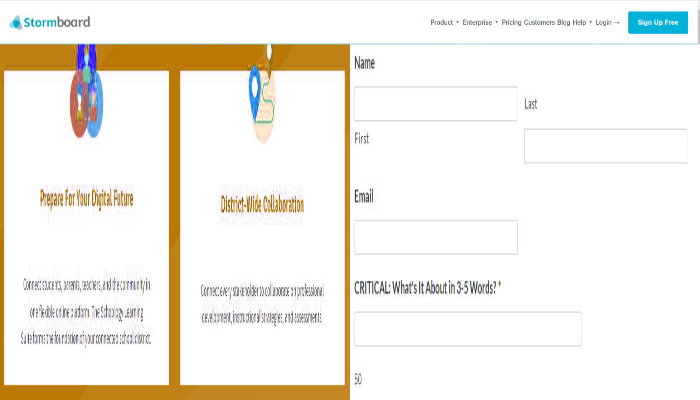 Stormboard
Product Enterprise Pricing Customers Blog Help Login → Sign Up Free
Prepare For Your Digital Future
Connect students, parents, teachers, and the community in
one flexible online platform. The Schoology Learning
Suite forms the foundation of your connected school district.
District-Wide Collaboration
Connect every stakeholder to collaborate on professional
development, instructional strategies, and assessments.
Name
Last
First
Email
CRITICAL: What's It About in 3-5 Words? *
50